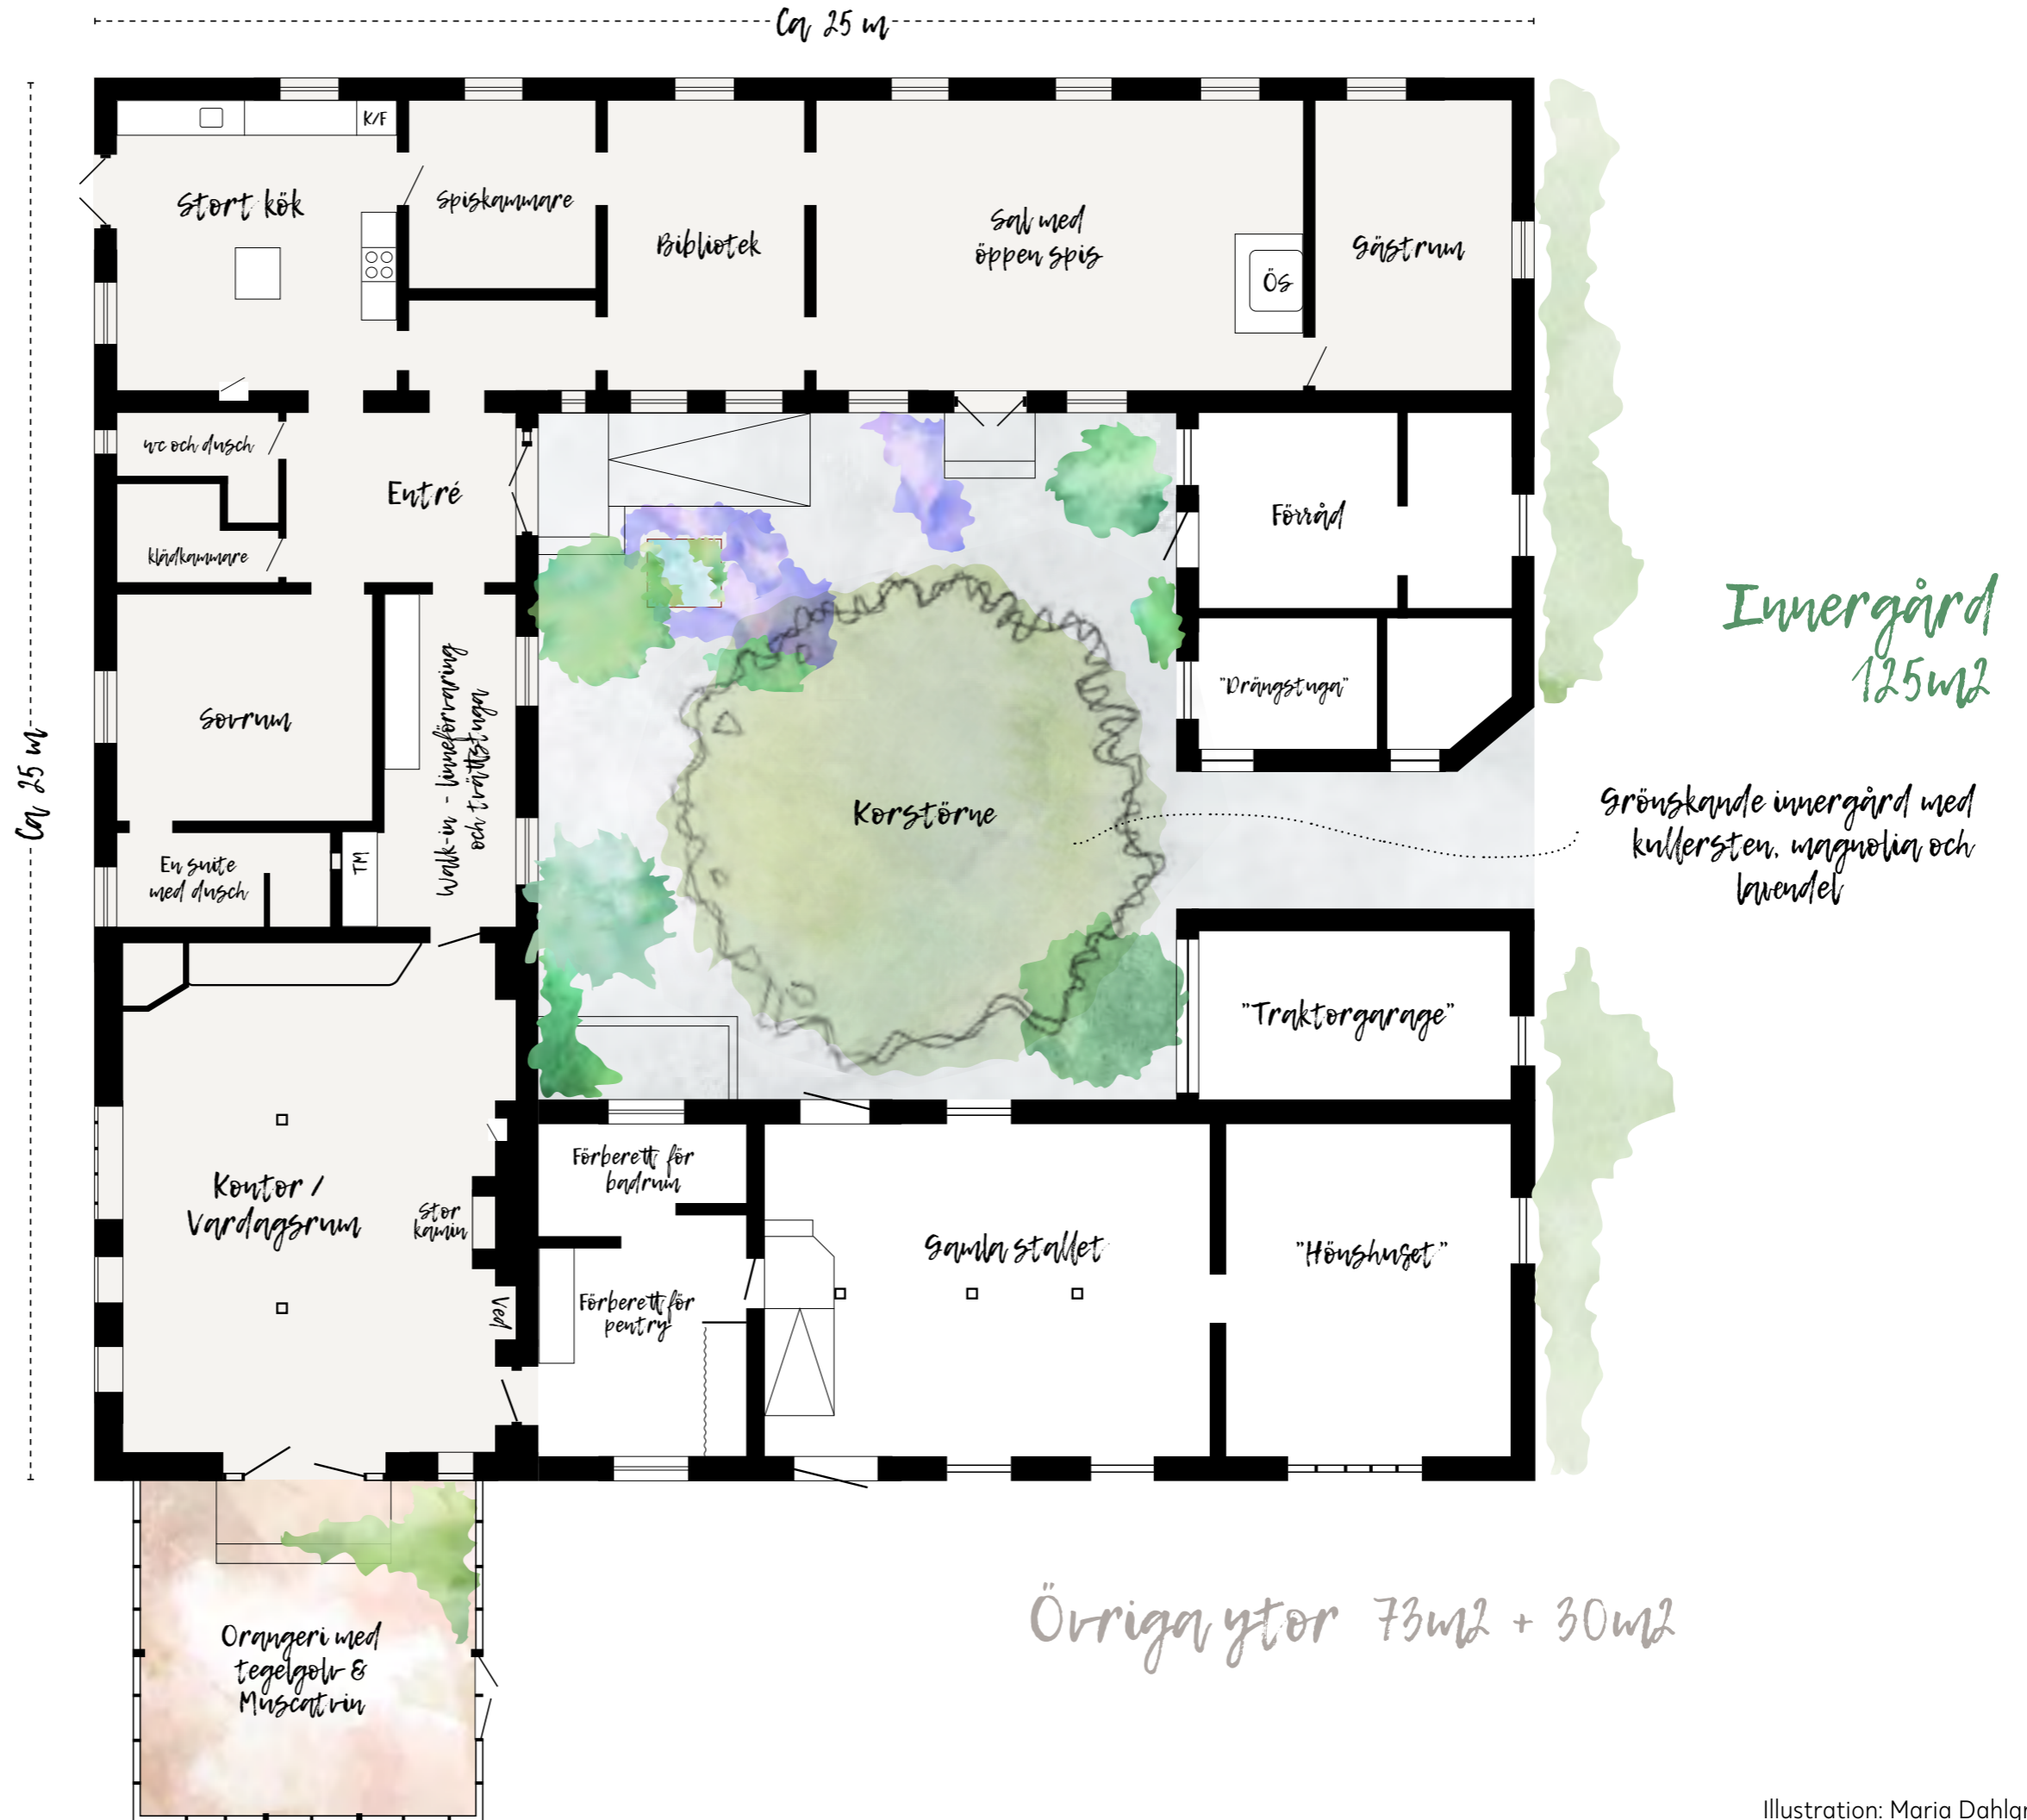 Ca 25 m
K/F
Stort kök
Spiskammare
Bibliotek
Sal med
öppen spis
ÖS
Gästrum
wc och dusch
Entré
klädkammare
Förråd
"Drängstuga"
Innergård
125m2
Sovrum
Walk-in - Linneförvaring
och tvättstuga
Ca 25 m
Korstörne
Grönskande innergård med
kullersten, magnolia och
lavendel
En suite
med dusch
TM
"Traktorgarage"
Kontor /
Vardagsrum
Stor
kamin
Ved
Förberett för
badrum
Förberett för
pentry
Gamla stallet
"Hönshuset"
Övriga ytor 73m2 + 30m2
Orangeri med
tegelgolv &
Muscatvin
Illustration: Maria